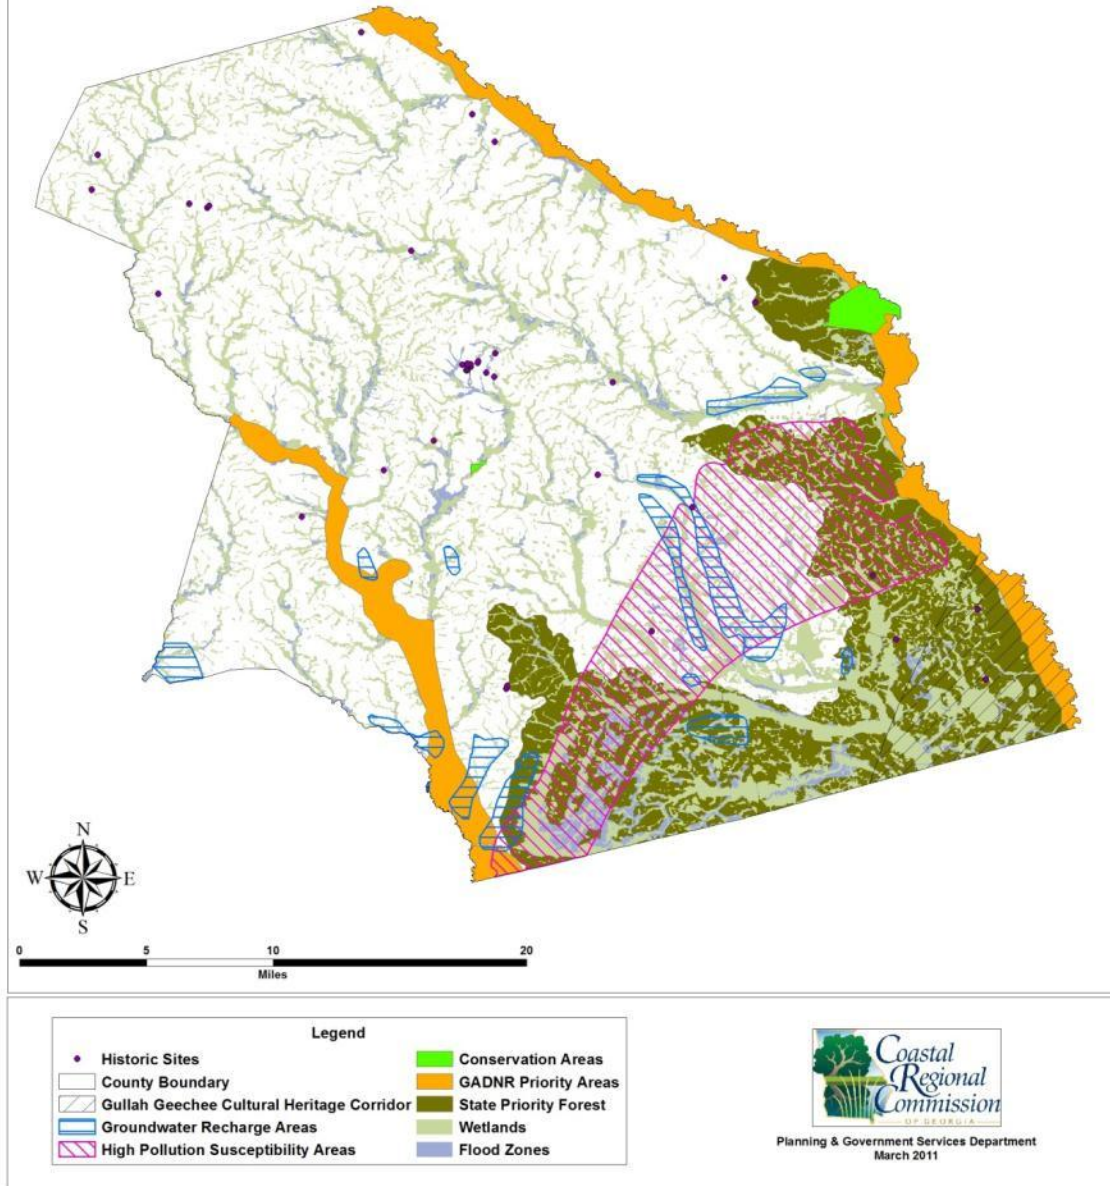 N
W E
S
0 5 10 20
Miles
Legend
Historic Sites
County Boundary
Gullah Geechee Cultural Heritage Corridor
Groundwater Recharge Areas
High Pollution Susceptibility Areas
Conservation Areas
GADNR Priority Areas
State Priority Forest
Wetlands
Flood Zones
Coastal
Regional
Commission
OF GEORGIA
Planning & Government Services Department
March 2011